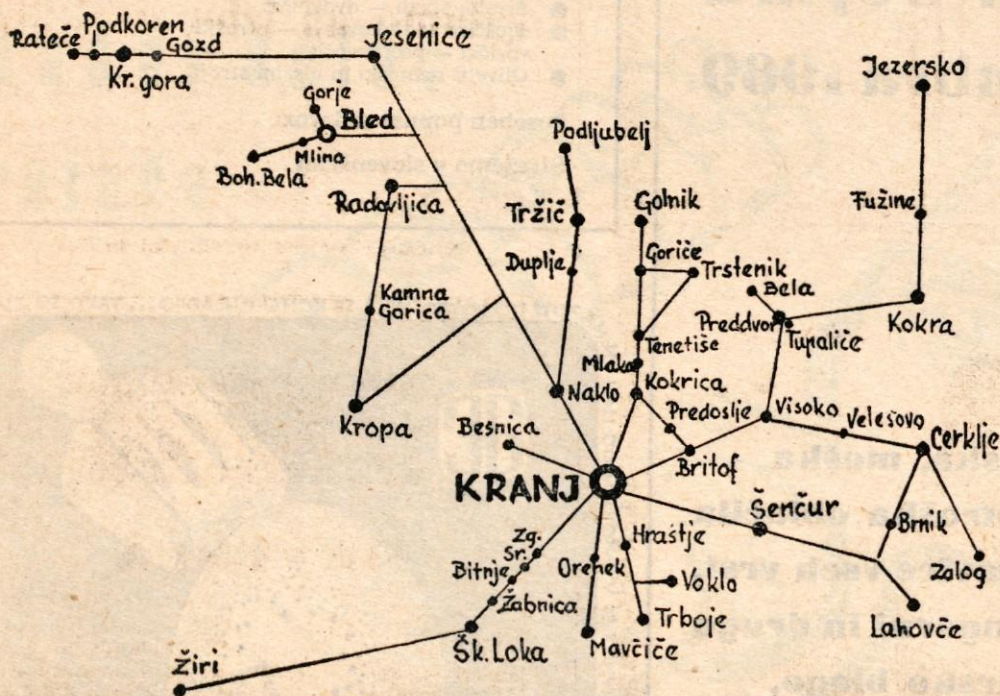 Rateče
Podkoren
Gozd
Kr. gora
Jesenice
Jezersko
Gorje
Bled
Mlino
Boh. Bela
Podljubelj
Radovljica
Tržič
Golnik
Fužine
Duplje
Goriče
Trstenik
Bela
Kamna
Gorica
Preddvor
Tupaliče
Kokra
Tenetiše
Mlaka
Kokrica
Naklo
Predoslje
Visoko
Velesovo
Cerklje
Kropa
Besnica
Britof
KRANJ
Šenčur
Brnik
Zalog
Lahovče
Hrastje
Voklo
Trboje
Orehek
Mavčiče
Zg.
Sr.
Bitnje
Žabnica
Šk. Loka
Žiri